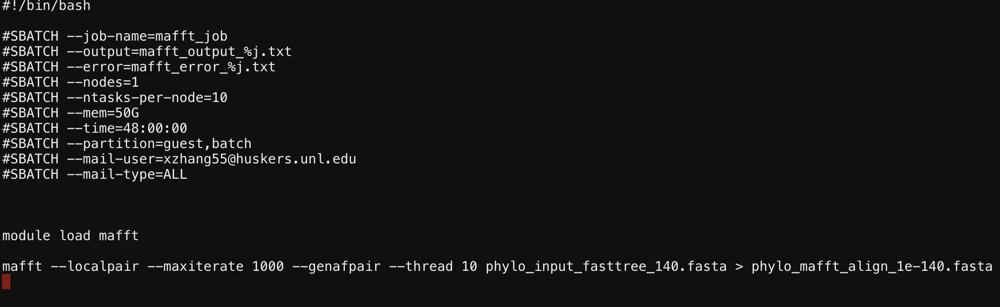 #!/bin/bash
#SBATCH --job-name=mafft_job
#SBATCH --output=mafft_output_%j.txt
#SBATCH --error=mafft_error_%j.txt
#SBATCH --nodes=1
#SBATCH --ntasks-per-node=10
#SBATCH --mem=50G
#SBATCH --time=48:00:00
#SBATCH --partition=guest,batch
#SBATCH --mail-user=xzhang55@huskers.unl.edu
#SBATCH --mail-type=ALL
module load mafft
mafft --localpair --maxiterate 1000 --genafpair --thread 10 phylo_input_fasttree_140.fasta > phylo_mafft_align_1e-140.fasta